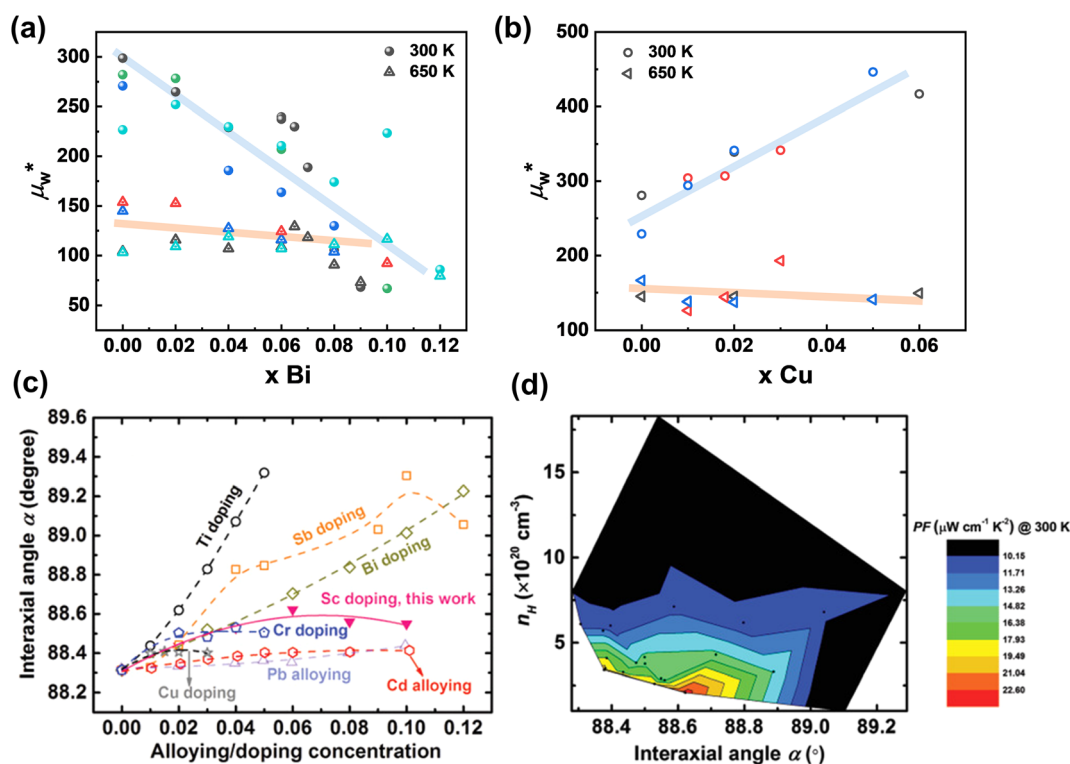 (a)
300 K
650 K
μw*
300
250
200
150
100
50
0.00 0.02 0.04 0.06 0.08 0.10 0.12
x Bi
(b)
300 K
650 K
μw*
500
450
400
350
300
250
200
150
100
0.00 0.02 0.04 0.06
x Cu
(c)
Interaxial angle α (degree)
89.6
89.4
89.2
89.0
88.8
88.6
88.4
88.2
Ti doping
Sb doping
Bi doping
Sc doping, this work
Cr doping
Cu doping
Pb alloying
Cd alloying
0.00 0.02 0.04 0.06 0.08 0.10 0.12
Alloying/doping concentration
(d)
nH (×10²⁰ cm⁻³)
15
10
5
88.4 88.6 88.8 89.0 89.2
Interaxial angle α (°)
PF (μW cm⁻¹ K⁻²) @ 300 K
10.15
11.71
13.26
14.82
16.38
17.93
19.49
21.04
22.60